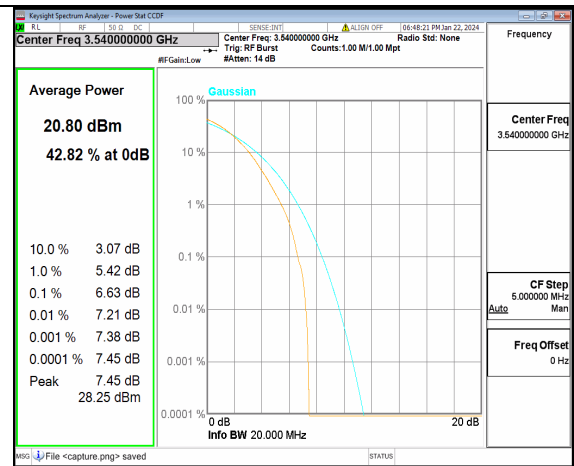 Keysight Spectrum Analyzer - Power Stat CCDF
RL RF 50 Ω DC SENSE:INT ALIGN OFF 06:48:21 PM Jan 22, 2024
Center Freq 3.540000000 GHz
Center Freq: 3.540000000 GHz Radio Std: None
Trig: RF Burst Counts:1.00 M/1.00 Mpt
#IFGain:Low #Atten: 14 dB
Frequency
Average Power
20.80 dBm
42.82 % at 0dB
10.0 % 3.07 dB
1.0 % 5.42 dB
0.1 % 6.63 dB
0.01 % 7.21 dB
0.001 % 7.38 dB
0.0001 % 7.45 dB
Peak 7.45 dB
28.25 dBm
Gaussian
100 %
10 %
1 %
0.1 %
0.01 %
0.001 %
0.0001 %
0 dB 20 dB
Info BW 20.000 MHz
Center Freq
3.540000000 GHz
CF Step
5.000000 MHz
Auto Man
Freq Offset
0 Hz
MSG File <capture.png> saved STATUS